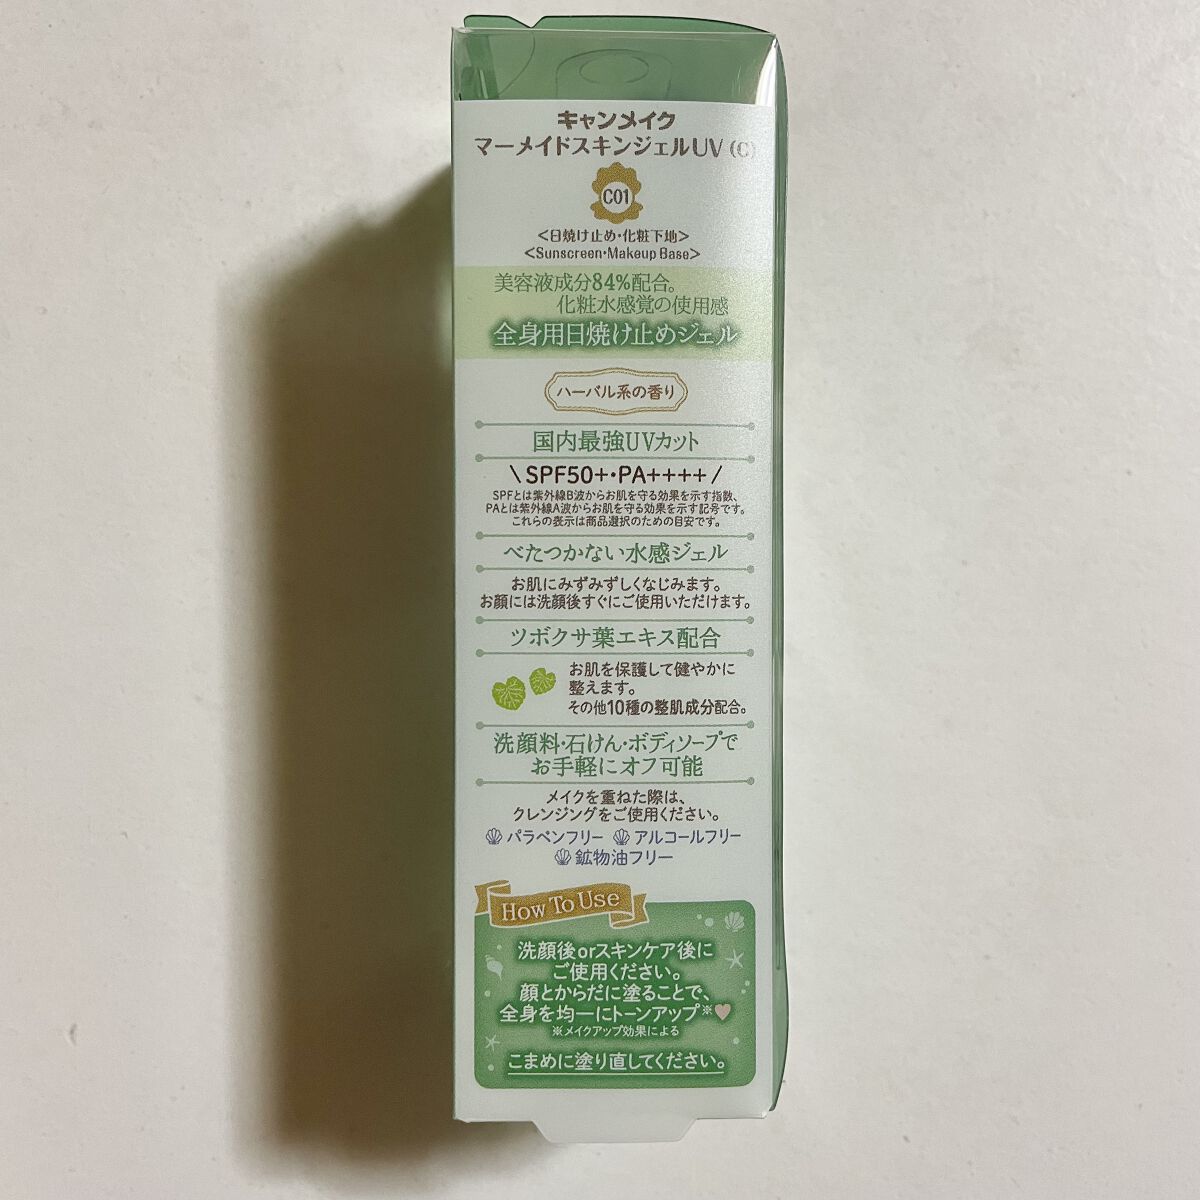 キャンメイク
マーメイドスキンジェルUV (C)
C01
<日焼け止め・化粧下地>
<Sunscreen・Makeup Base>
美容液成分84%配合。
化粧水感覚の使用感
全身用日焼け止めジェル
ハーバル系の香り
国内最強UVカット
\ SPF50+・PA++++ /
SPFとは紫外線B波からお肌を守る効果を示す指数、
PAとは紫外線A波からお肌を守る効果を示す記号です。
これらの表示は商品選択のための目安です。
べたつかない水感ジェル
お肌にみずみずしくなじみます。
お顔には洗顔後すぐにご使用いただけます。
ツボクサ葉エキス配合
お肌を保護して健やかに
整えます。
その他10種の整肌成分配合。
洗顔料・石けん・ボディソープで
お手軽にオフ可能
メイクを重ねた際は、
クレンジングをご使用ください。
パラベンフリー アルコールフリー
鉱物油フリー
How To Use
洗顔後orスキンケア後に
ご使用ください。
顔とからだに塗ることで、
全身を均一にトーンアップ※♥
※メイクアップ効果による
こまめに塗り直してください。